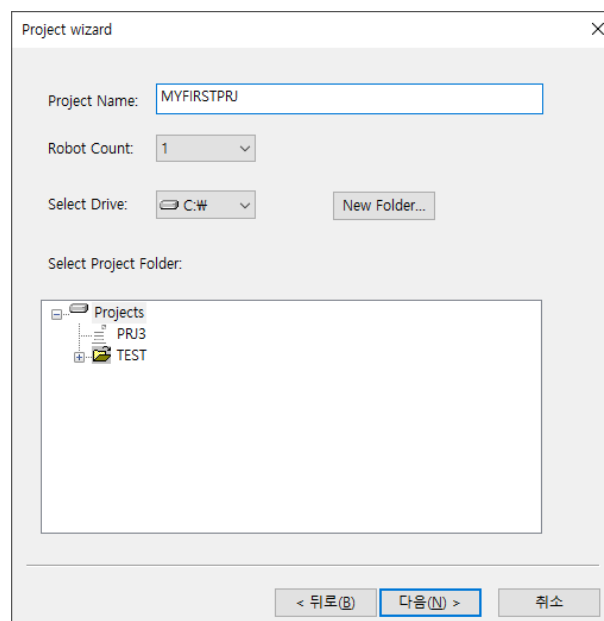 Project wizard
Project Name: MYFIRSTPRJ
Robot Count: 1
Select Drive: C:₩ New Folder...
Select Project Folder:
Projects
PRJ3
TEST
< 뒤로(B) 다음(N) > 취소